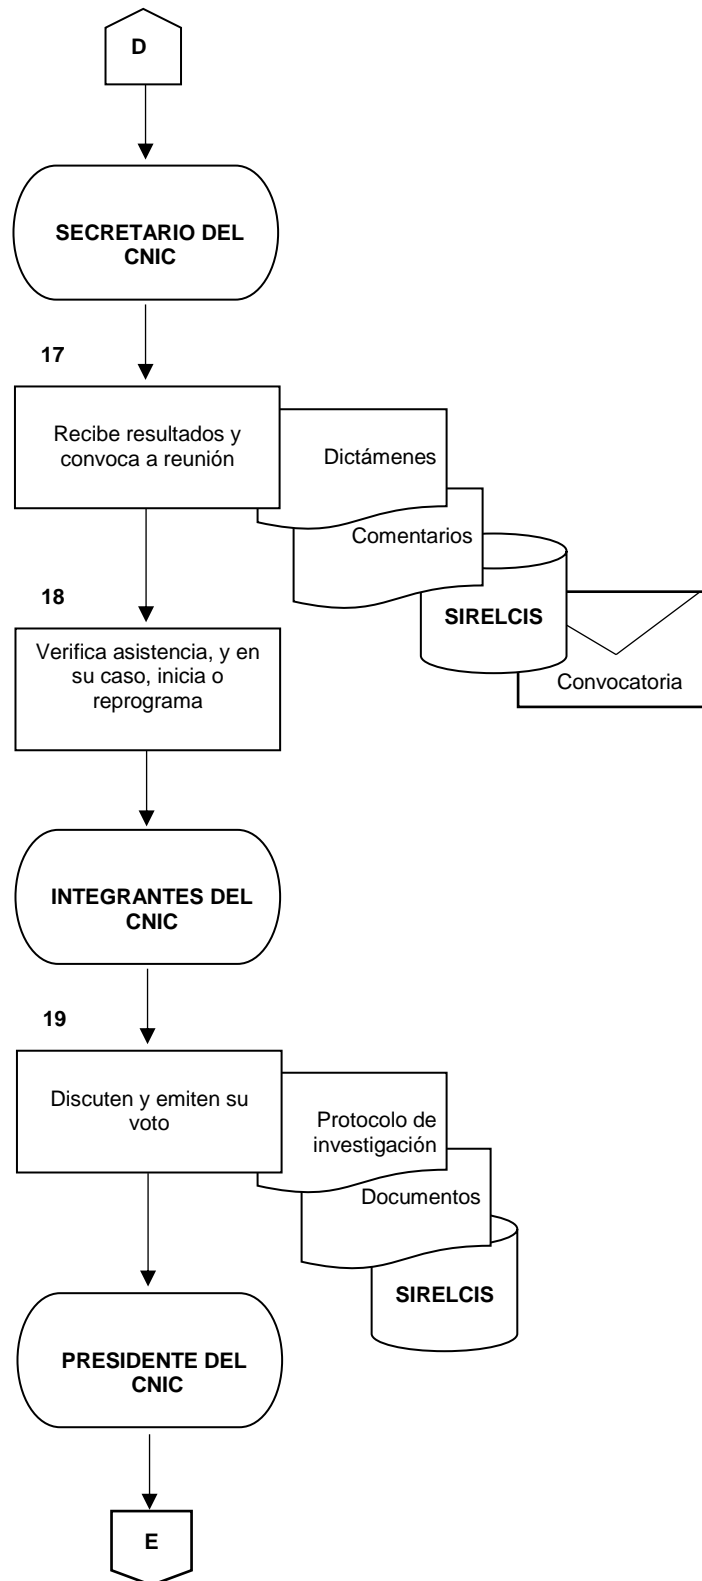 D
SECRETARIO DEL
CNIC
17
Recibe resultados y
convoca a reunión
Dictámenes
Comentarios
SIRELCIS
Convocatoria
18
Verifica asistencia, y en
su caso, inicia o
reprograma
INTEGRANTES DEL
CNIC
19
Discuten y emiten su
voto
Protocolo de
investigación
Documentos
SIRELCIS
PRESIDENTE DEL
CNIC
E